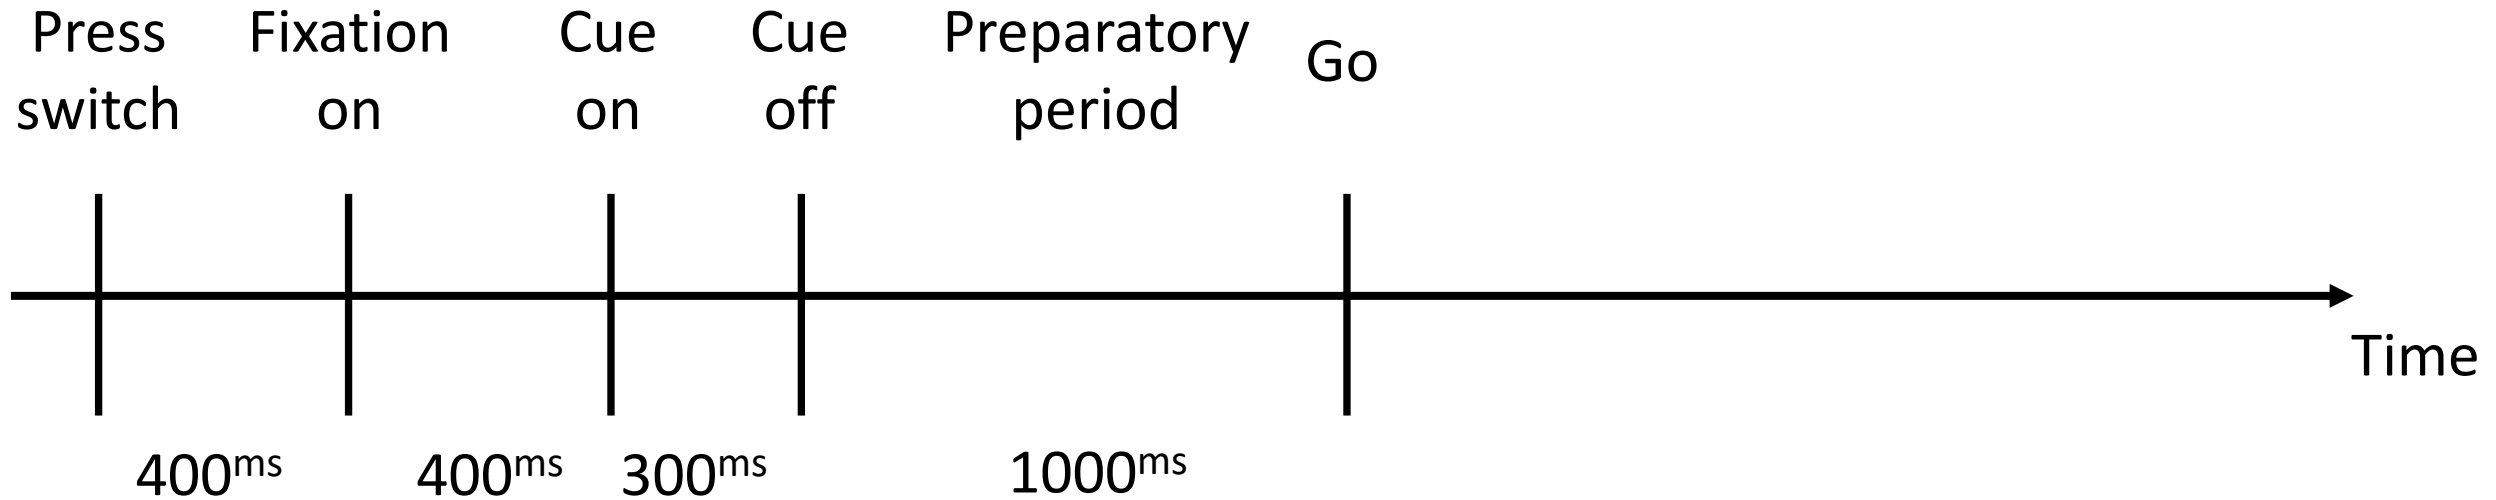 Press
switch
Fixation
on
Cue
on
Cue
off
Preparatory
period
Go
Time
400ms
400ms
300ms
1000ms